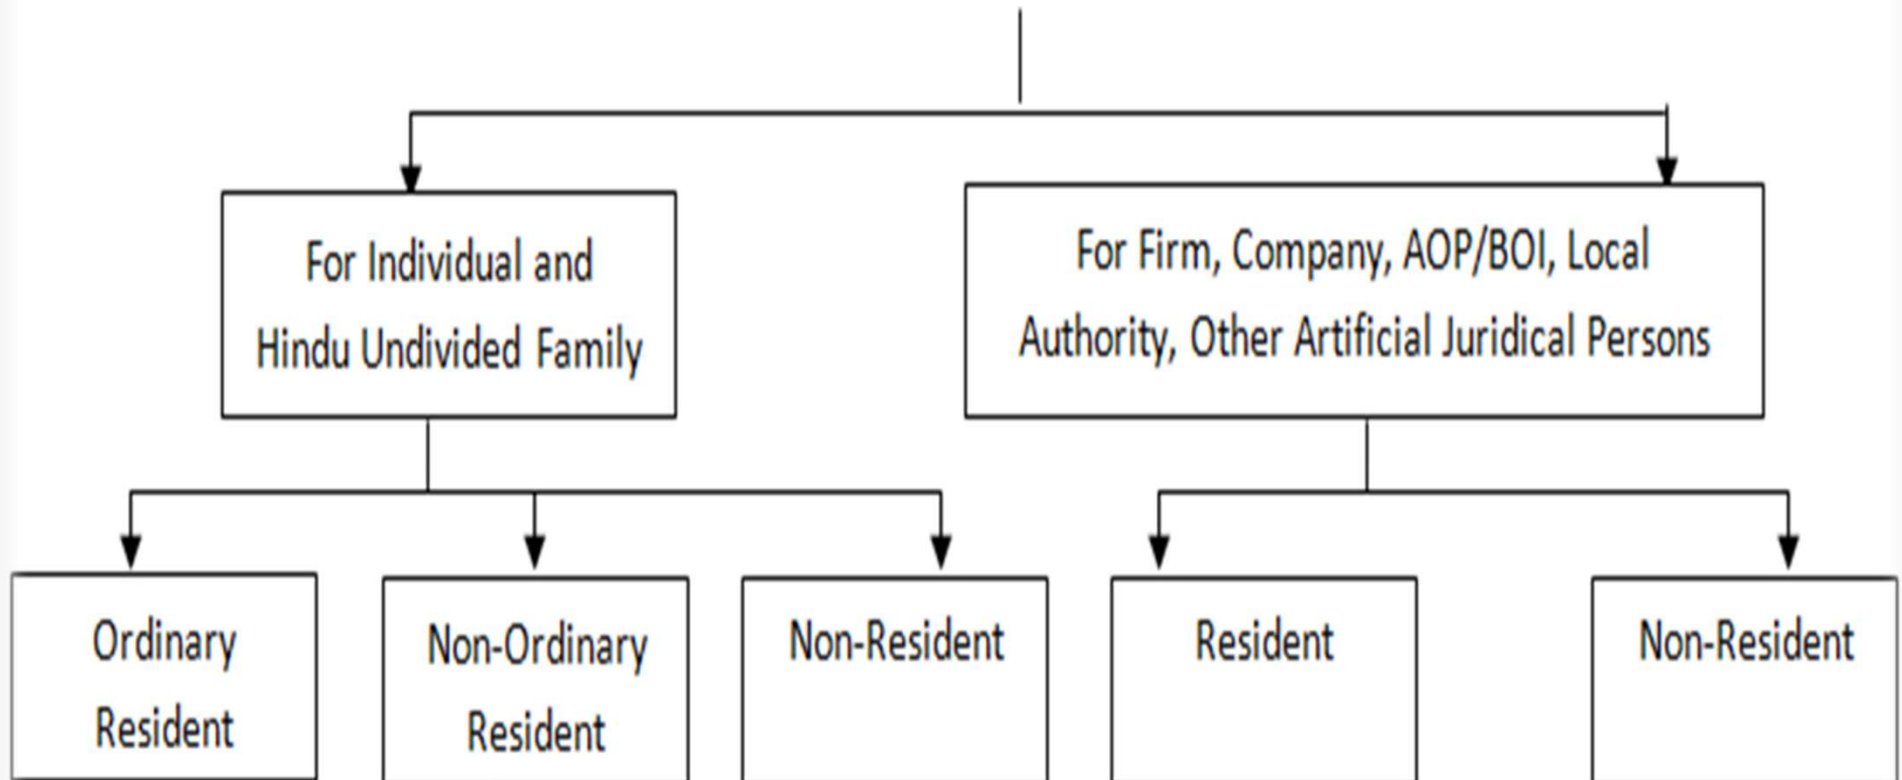 For Individual and
Hindu Undivided Family
For Firm, Company, AOP/BOI, Local
Authority, Other Artificial Juridical Persons
Ordinary
Resident
Non-Ordinary
Resident
Non-Resident
Resident
Non-Resident